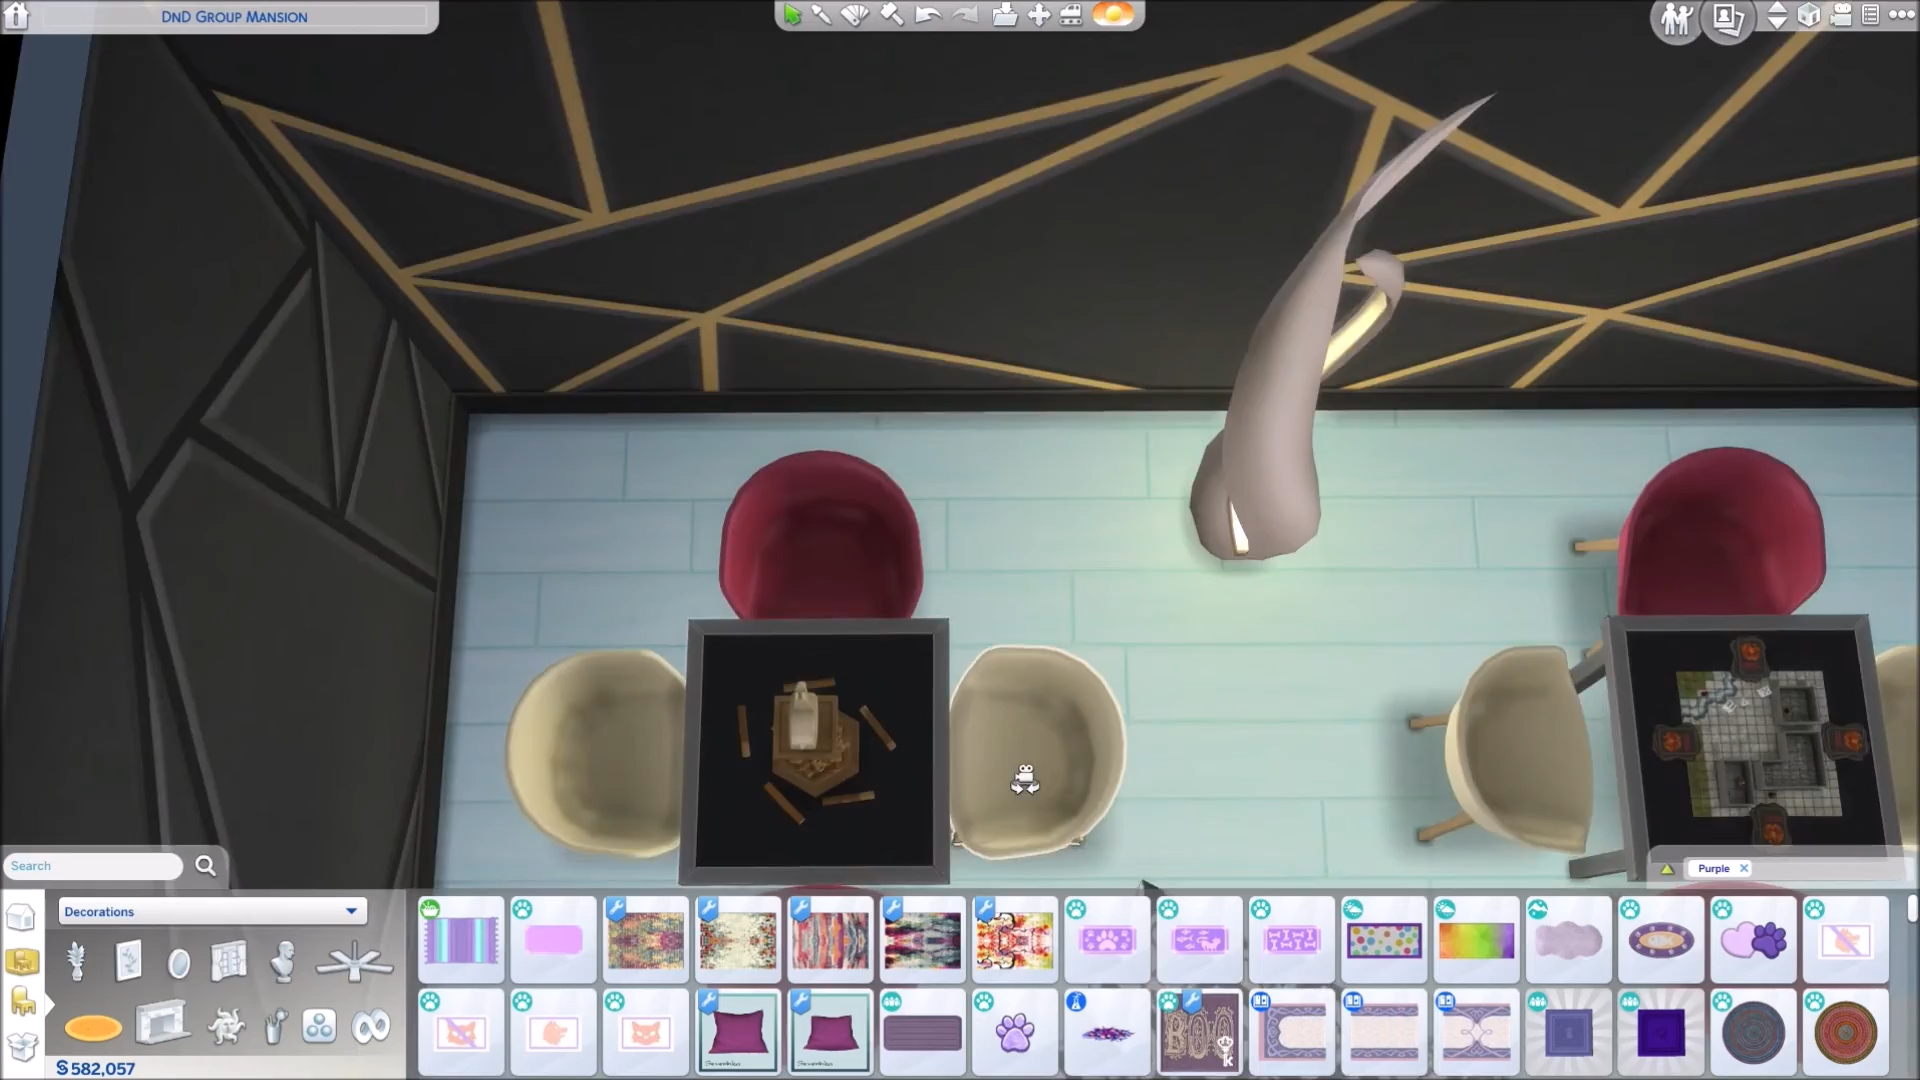 DnD Group Mansion
Search
Purple
Decorations
BOO
k
§582,057